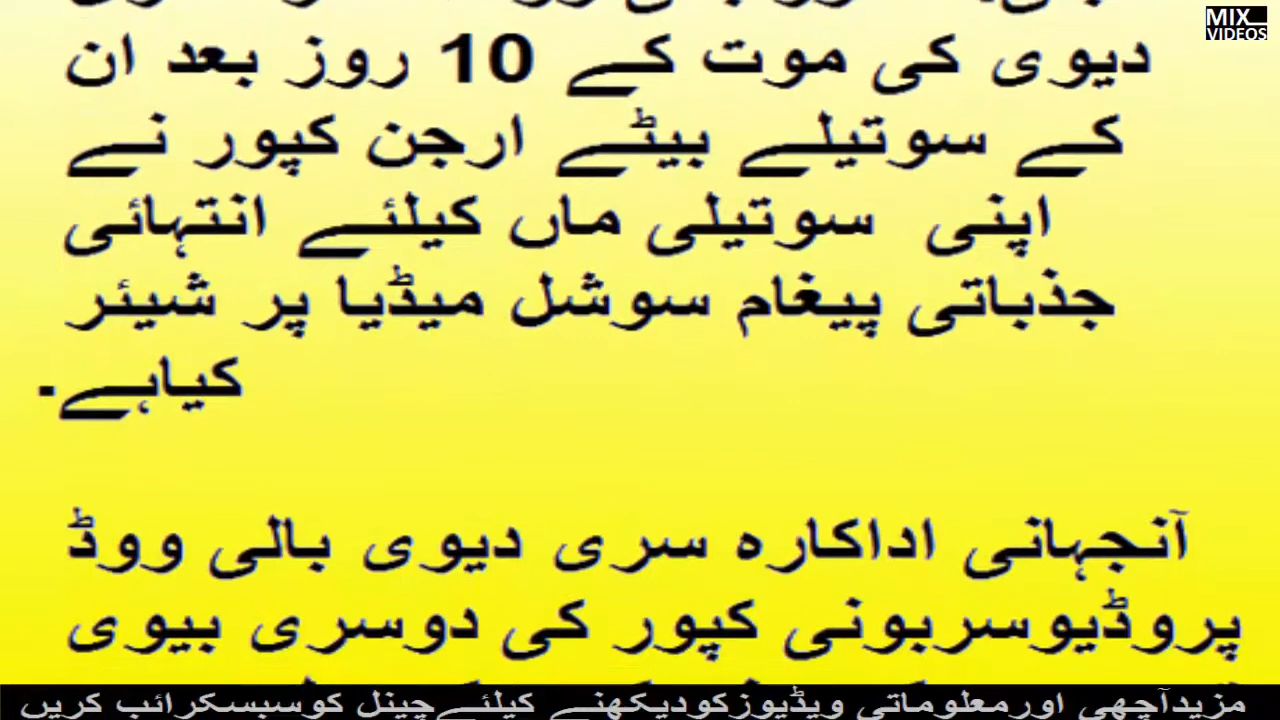 MIX
VIDEOS
دیوی کی موت کے 10 روز بعد ان
کے سوتیلے بیٹے ارجن کپور نے
اپنی سوتیلی ماں کیلئے انتہائی
جذباتی پیغام سوشل میڈیا پر شیئر
کیاہے۔
آنجہانی اداکارہ سری دیوی بالی ووڈ
پروڈیوسربونی کپور کی دوسری بیوی
مزیدآچھی اورمعلوماتی ویڈیوزکودیکھنے کیلئےچینل کوسبسکرائب کریں